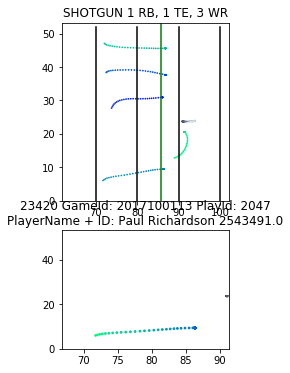 SHOTGUN 1 RB, 1 TE, 3 WR
50
40
30
20
10
0
70 80 90 100
23420 GameId: 2017100113 PlayId: 2047
PlayerName + ID: Paul Richardson 2543491.0
40
20
0
70 75 80 85 90